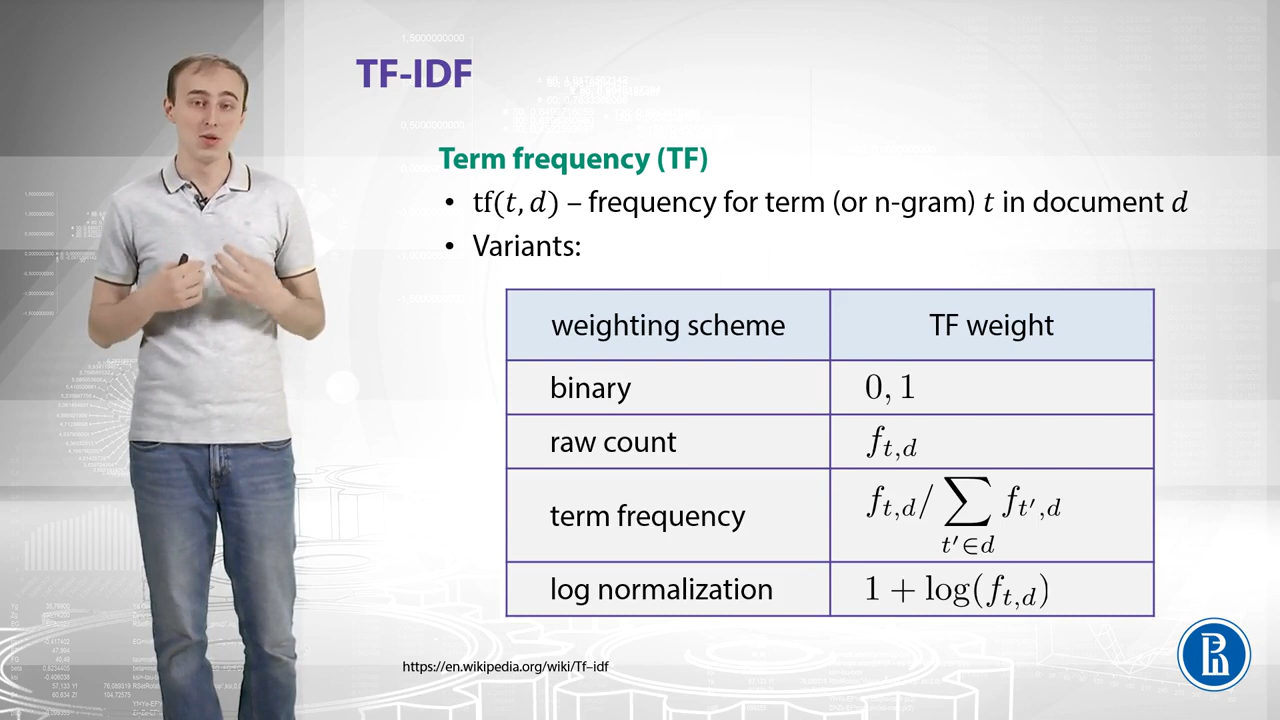 TF-IDF
Term frequency (TF)
• tf(t, d) – frequency for term (or n-gram) t in document d
• Variants:
weighting scheme TF weight
binary 0, 1
raw count f_{t,d}
term frequency f_{t,d} / ∑_{t′∈d} f_{t′,d}
log normalization 1 + log(f_{t,d})
https://en.wikipedia.org/wiki/Tf–idf